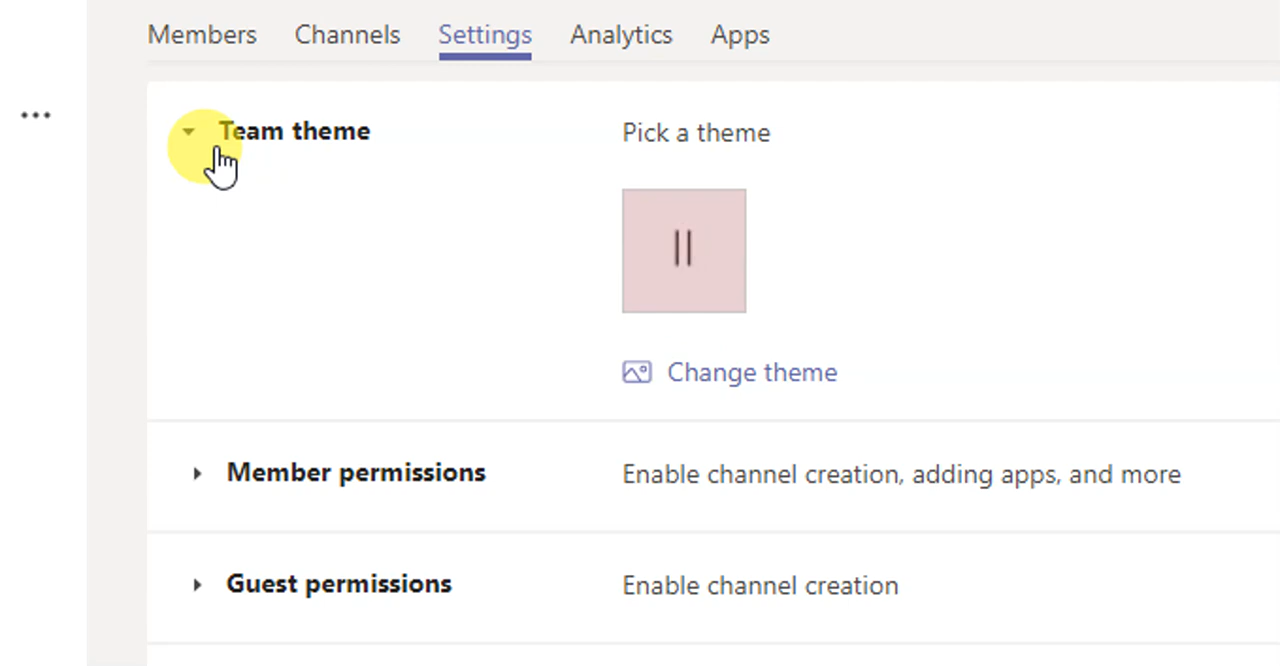 Members Channels Settings Analytics Apps
Team theme Pick a theme
||
Change theme
Member permissions Enable channel creation, adding apps, and more
Guest permissions Enable channel creation